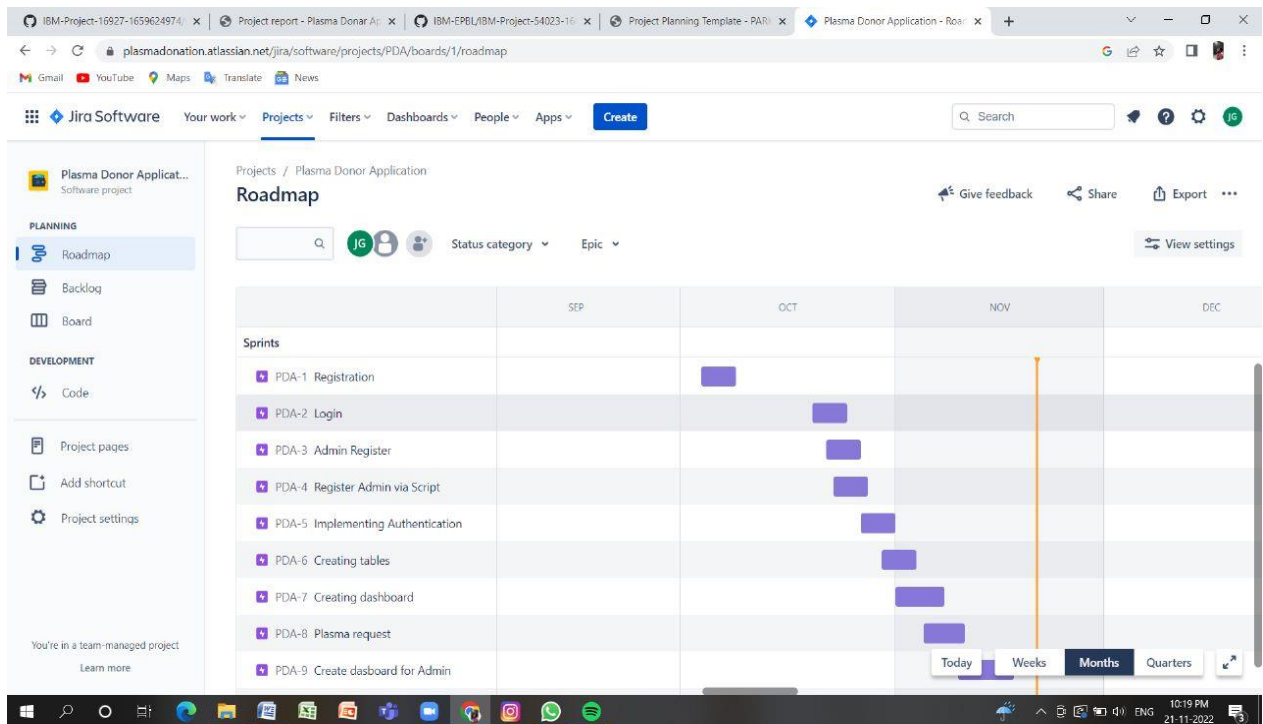 IBM-Project-16927-1659624974
Project report - Plasma Donar Ap
IBM-EPBL/IBM-Project-54023-16
Project Planning Template - PAR
Plasma Donor Application - Roa
plasmadonation.atlassian.net/jira/software/projects/PDA/boards/1/roadmap
Gmail YouTube Maps Translate News
Jira Software Your work Projects Filters Dashboards People Apps Create Search JG
Plasma Donor Applicat...
Software project
PLANNING
Roadmap
Backlog
Board
DEVELOPMENT
Code
Project pages
Add shortcut
Project settings
You're in a team-managed project
Learn more
Projects / Plasma Donor Application
Roadmap
Give feedback Share Export
JG Status category Epic View settings
SEP OCT NOV DEC
Sprints
PDA-1 Registration
PDA-2 Login
PDA-3 Admin Register
PDA-4 Register Admin via Script
PDA-5 Implementing Authentication
PDA-6 Creating tables
PDA-7 Creating dashboard
PDA-8 Plasma request
PDA-9 Create dasboard for Admin
Today Weeks Months Quarters
ENG 10:19 PM
21-11-2022